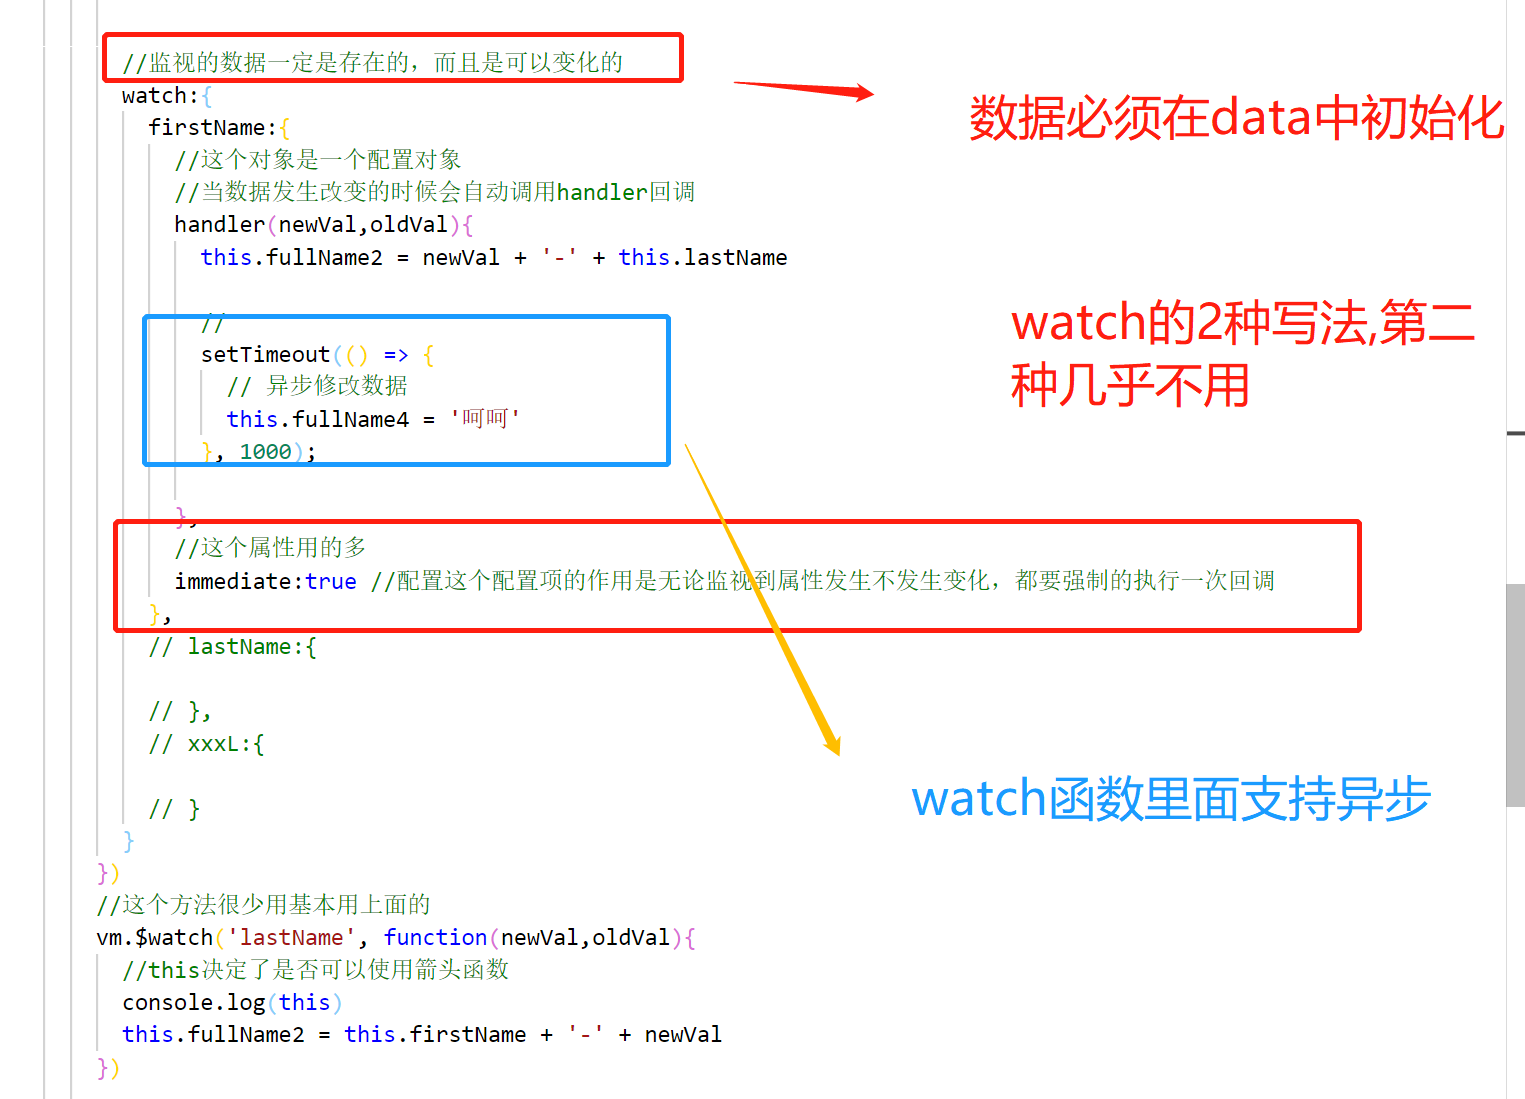 //监视的数据一定是存在的，而且是可以变化的
watch:{
数据必须在data中初始化
firstName:{
//这个对象是一个配置对象
//当数据发生改变的时候会自动调用handler回调
handler(newVal,oldVal){
this.fullName2 = newVal + '-' + this.lastName
watch的2种写法,第二
种几乎不用
//
setTimeout(() => {
// 异步修改数据
this.fullName4 = '呵呵'
}, 1000);
},
//这个属性用的多
immediate:true //配置这个配置项的作用是无论监视到属性发生不发生变化，都要强制的执行一次回调
},
// lastName:{
// },
// xxxL:{
watch函数里面支持异步
// }
}
})
//这个方法很少用基本用上面的
vm.$watch('lastName', function(newVal,oldVal){
//this决定了是否可以使用箭头函数
console.log(this)
this.fullName2 = this.firstName + '-' + newVal
})